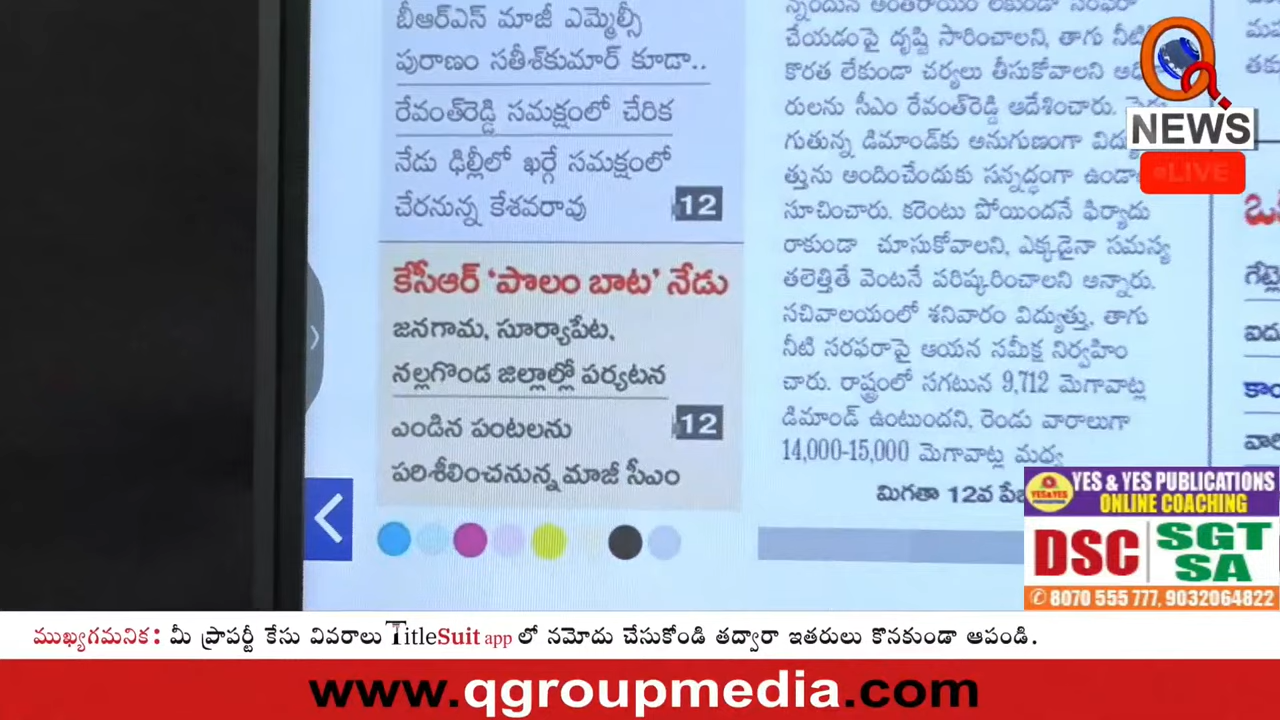 బీఆర్ఎస్ మాజీ ఎమ్మెల్సీ
పురాణం సతీశ్‌కుమార్ కూడా..
రేవంత్‌రెడ్డి సమక్షంలో చేరిక
నేడు ఢిల్లీలో ఖర్గే సమక్షంలో
చేరనున్న కేశవరావు 12
కేసీఆర్ 'పొలం బాట' నేడు
జనగామ, సూర్యాపేట,
నల్లగొండ జిల్లాల్లో పర్యటన
ఎండిన పంటలను 12
పరిశీలించనున్న మాజీ సీఎం
చేయడంపై దృష్టి సారించాలని, తాగు నీటి
కొరత లేకుండా చర్యలు తీసుకోవాలని
రులను సీఎం రేవంత్‌రెడ్డి ఆదేశించారు.
గుతున్న డిమాండ్‌కు అనుగుణంగా
త్తును అందించేందుకు సన్నద్ధంగా
సూచించారు. కరెంటు పోయిందనే ఫిర్యాదు
రాకుండా చూసుకోవాలని, ఎక్కడైనా సమస్య
తలెత్తితే వెంటనే పరిష్కరించాలని అన్నారు.
సచివాలయంలో శనివారం విద్యుత్తు, తాగు
నీటి సరఫరాపై ఆయన సమీక్ష నిర్వహిం
చారు. రాష్ట్రంలో సగటున 9,712 మెగావాట్ల
డిమాండ్ ఉంటుందని, రెండు వారాలుగా
14,000-15,000 మెగావాట్ల మధ్య
మిగతా 12వ
Q
NEWS
LIVE
YES & YES PUBLICATIONS
ONLINE COACHING
DSC SGT
SA
8070 555 777, 9032064822
ముఖ్యగమనిక: మీ ప్రాపర్టీ కేసు వివరాలు TitleSuit app లో నమోదు చేసుకోండి తద్వారా ఇతరులు కొనకుండా ఆపండి.
www.qgroupmedia.com